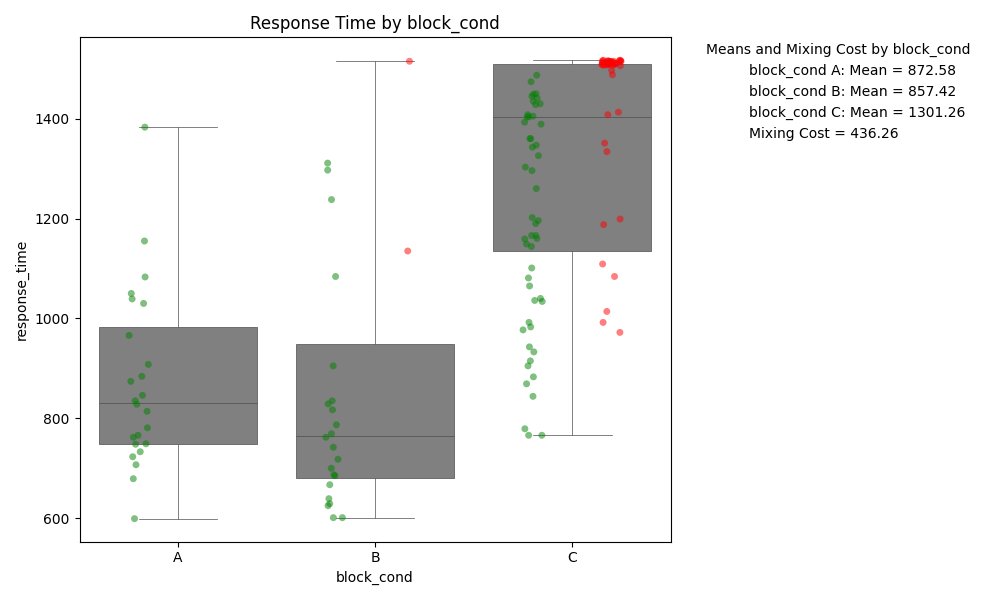 Response Time by block_cond
Means and Mixing Cost by block_cond
block_cond A: Mean = 872.58
block_cond B: Mean = 857.42
block_cond C: Mean = 1301.26
Mixing Cost = 436.26
response_time
1400
1200
1000
800
600
A
B
C
block_cond